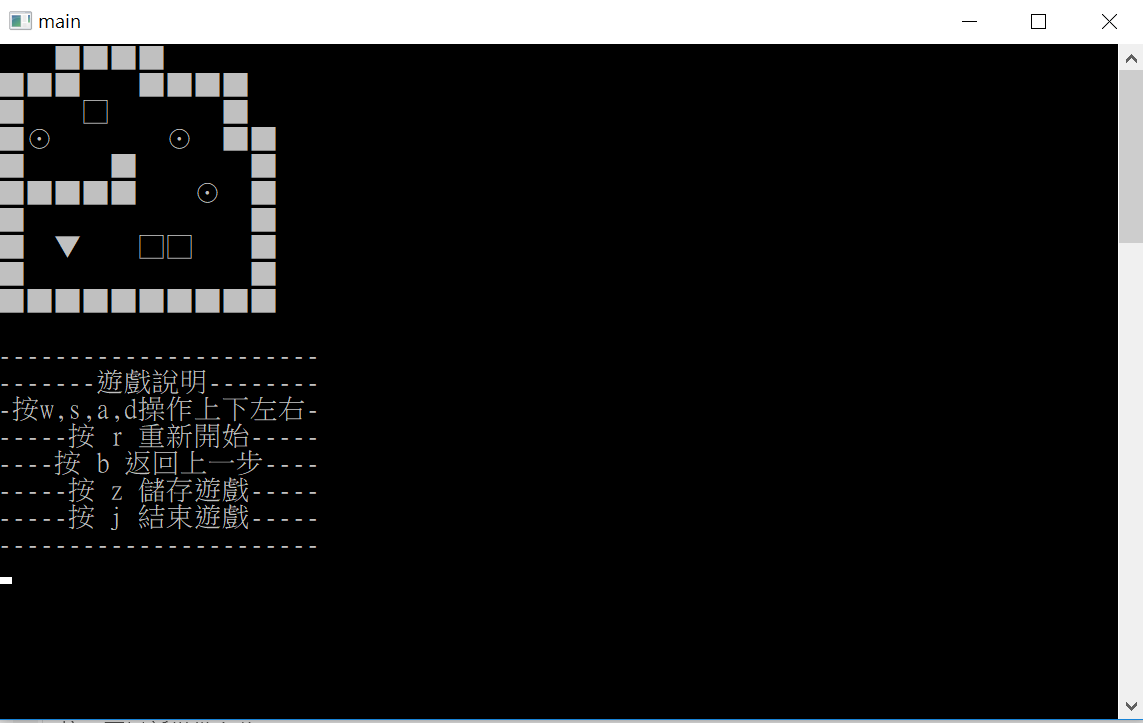 main
-----------------------
-------遊戲說明--------
-按w,s,a,d操作上下左右-
-----按 r 重新開始-----
----按 b 返回上一步----
-----按 z 儲存遊戲-----
-----按 j 結束遊戲-----
-----------------------